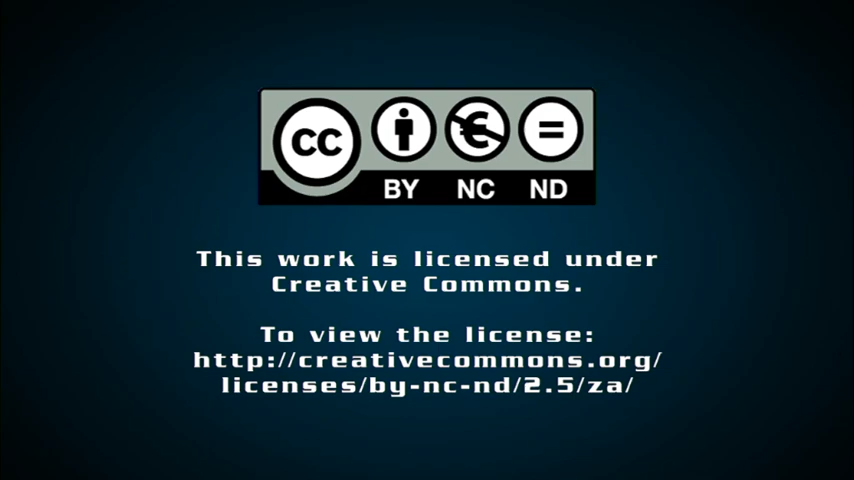 CC
BY NC ND
This work is licensed under
Creative Commons.
To view the license:
http://creativecommons.org/
licenses/by-nc-nd/2.5/za/